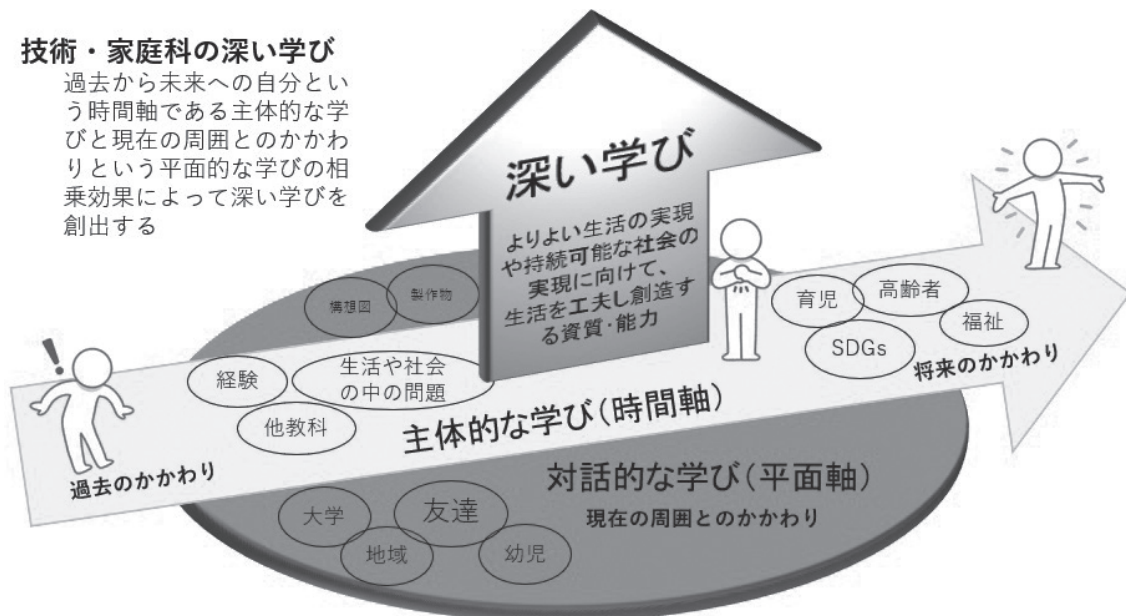 技術・家庭科の深い学び
過去から未来への自分とい
う時間軸である主体的な学
びと現在の周囲とのかかわ
りという平面的な学びの相
乗効果によって深い学びを
創出する
深い学び
よりよい生活の実現
や持続可能な社会の
実現に向けて、
生活を工夫し創造す
る資質・能力
構想図
製作物
経験
生活や社会
の中の問題
他教科
過去のかかわり
主体的な学び(時間軸)
育児
高齢者
福祉
SDGs
将来のかかわり
対話的な学び(平面軸)
現在の周囲とのかかわり
大学
友達
地域
幼児